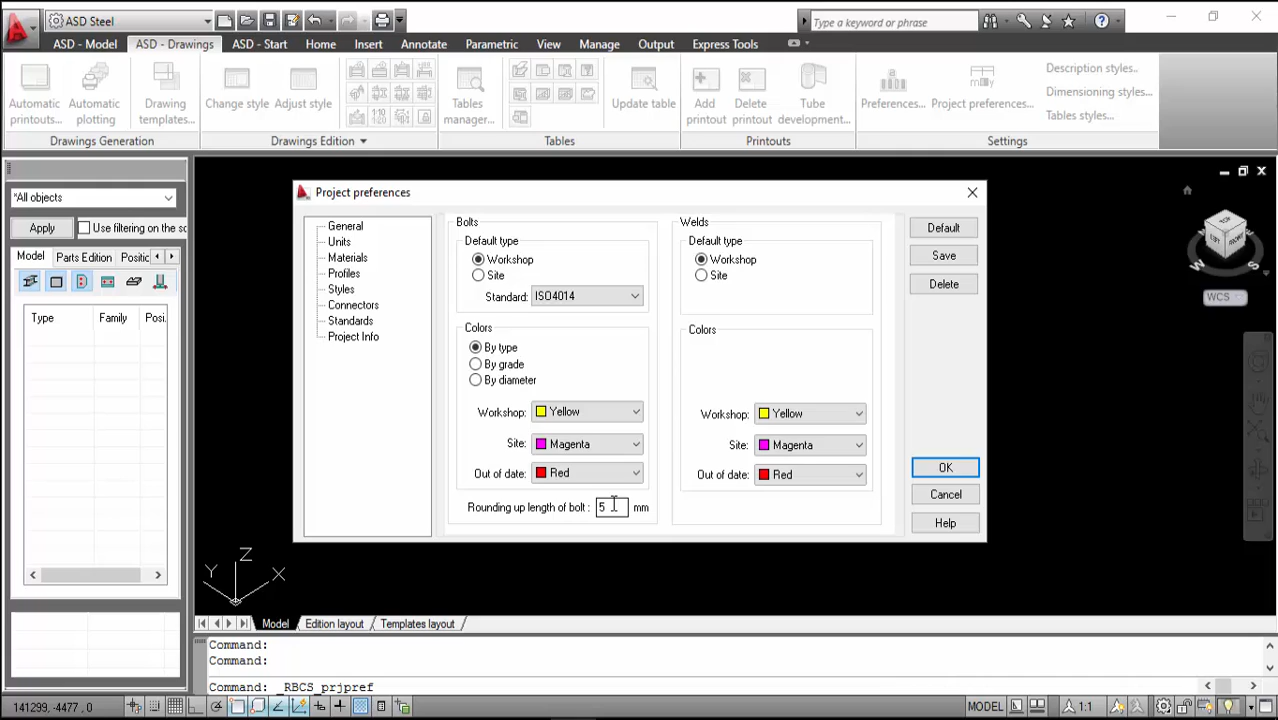 ASD Steel
Type a keyword or phrase
ASD - Model
ASD - Drawings
ASD - Start
Home
Insert
Annotate
Parametric
View
Manage
Output
Express Tools
Automatic printouts...
Automatic plotting
Drawing templates...
Change style
Adjust style
Tables manager...
Update table
Add printout
Delete printout
Tube development...
Preferences...
Project preferences...
Description styles..
Dimensioning styles..
Tables styles...
Drawings Generation
Drawings Edition
Tables
Printouts
Settings
*All objects
Apply
Use filtering on the sc
Model
Parts Edition
Positic
Type
Family
Posi.
Project preferences
General
Units
Materials
Profiles
Styles
Connectors
Standards
Project Info
Bolts
Default type
Workshop
Site
Standard: ISO4014
Colors
By type
By grade
By diameter
Workshop: Yellow
Site: Magenta
Out of date: Red
Rounding up length of bolt : 5 mm
Welds
Default type
Workshop
Site
Colors
Workshop: Yellow
Site: Magenta
Out of date: Red
Default
Save
Delete
OK
Cancel
Help
TOP
LEFT
FRONT
W
S
WCS
Z
Y
X
Model
Edition layout
Templates layout
Command:
Command:
Command: _RBCS_prjpref
141299, -4477 , 0
MODEL
1:1